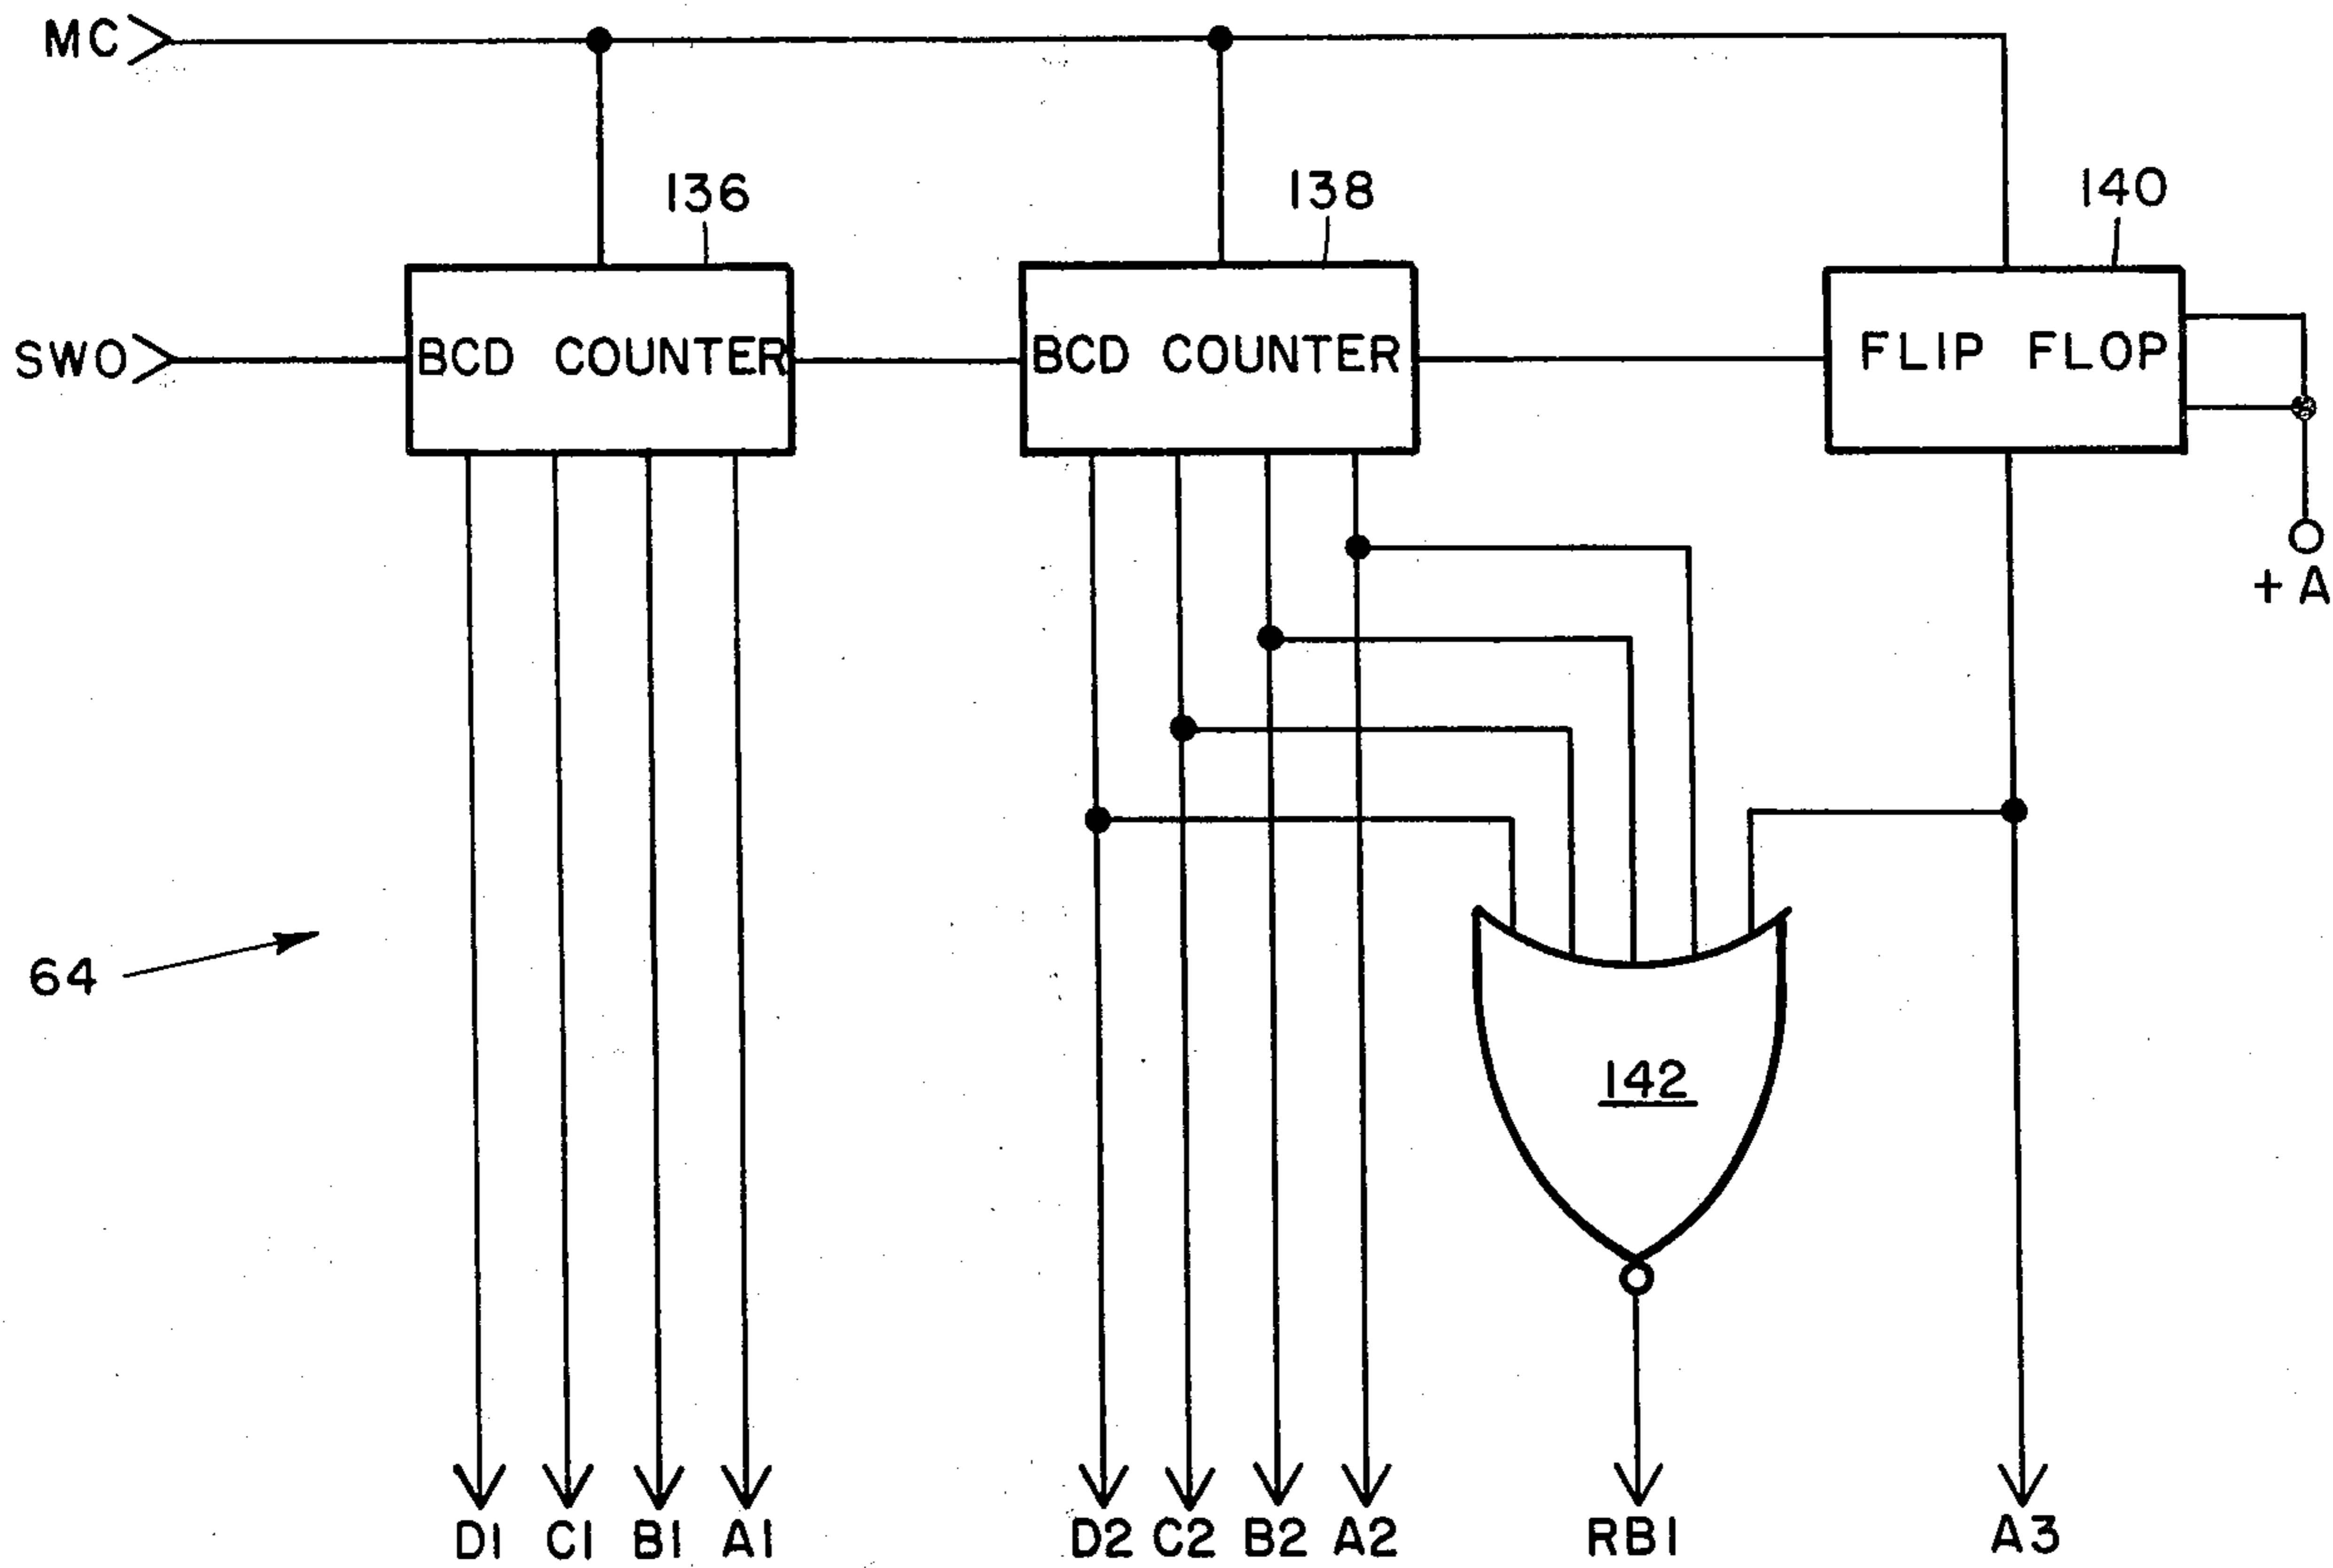 MC
136
138
140
SWO
BCD COUNTER
BCD COUNTER
FLIP FLOP
+ A
64
142
D1
C1
B1
A1
D2
C2
B2
A2
RB1
A3